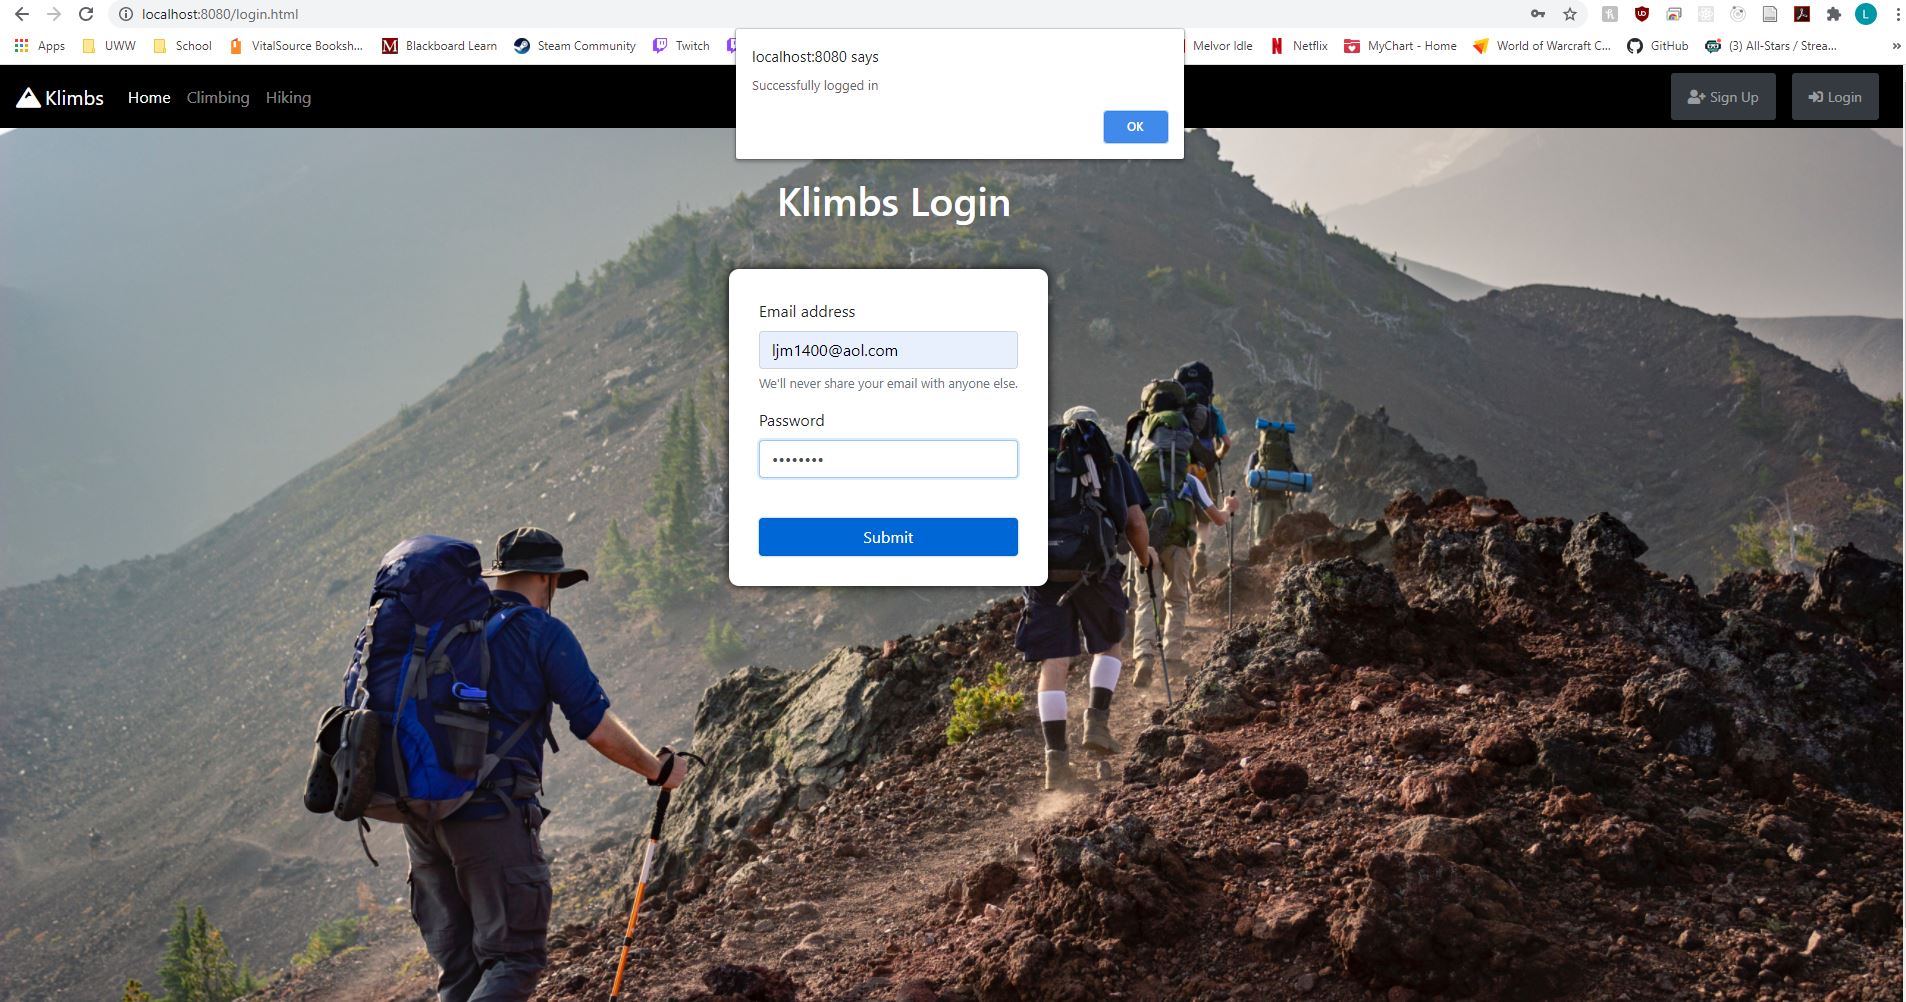 localhost:8080/login.html
L
Apps UWW School VitalSource Booksh... Blackboard Learn Steam Community Twitch Melvor Idle Netflix MyChart - Home World of Warcraft C... GitHub (3) All-Stars / Strea... »
localhost:8080 says
Successfully logged in
OK
Klimbs Home Climbing Hiking Sign Up Login
Klimbs Login
Email address
ljm1400@aol.com
We'll never share your email with anyone else.
Password
••••••••
Submit